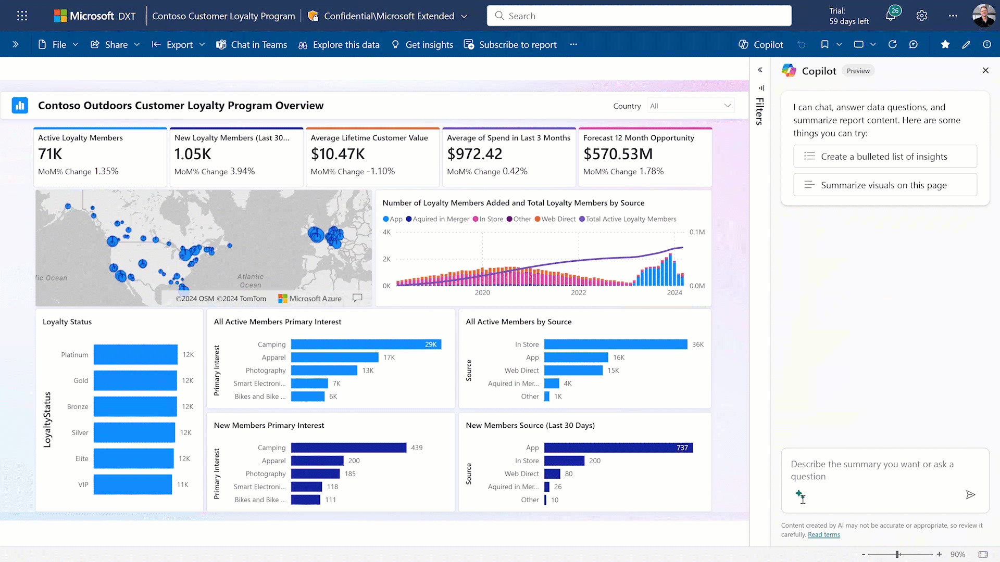 Microsoft DXT
Contoso Customer Loyalty Program
Confidential\Microsoft Extended
Search
Trial:
59 days left
26
File
Share
Export
Chat in Teams
Explore this data
Get insights
Subscribe to report
Copilot
Contoso Outdoors Customer Loyalty Program Overview
Country
All
Filters
Active Loyalty Members
71K
MoM% Change 1.35%
New Loyalty Members (Last 30...
1.05K
MoM% Change 3.94%
Average Lifetime Customer Value
$10.47K
MoM% Change -1.10%
Average of Spend in Last 3 Months
$972.42
MoM% Change 0.42%
Forecast 12 Month Opportunity
$570.53M
MoM% Change 1.78%
fic Ocean
Atlantic
Ocean
©2024 OSM ©2024 TomTom
Microsoft Azure
Number of Loyalty Members Added and Total Loyalty Members by Source
App
Aquired in Merger
In Store
Other
Web Direct
Total Active Loyalty Members
4K
2K
0K
0.1M
0.0M
2020
2022
2024
Loyalty Status
LoyaltyStatus
Platinum 12K
Gold 12K
Bronze 12K
Silver 12K
Elite 12K
VIP 11K
All Active Members Primary Interest
Primary Interest
Camping 29K
Apparel 17K
Photography 13K
Smart Electroni... 7K
Bikes and Bike ... 6K
All Active Members by Source
Source
In Store 36K
App 16K
Web Direct 15K
Aquired in Mer... 4K
Other 1K
New Members Primary Interest
Primary Interest
Camping 439
Apparel 200
Photography 185
Smart Electroni... 118
Bikes and Bike ... 111
New Members Source (Last 30 Days)
Source
App 737
In Store 200
Web Direct 80
Aquired in Mer... 26
Other 10
Copilot
Preview
I can chat, answer data questions, and
summarize report content. Here are some
things you can try:
Create a bulleted list of insights
Summarize visuals on this page
Describe the summary you want or ask a
question
Content created by AI may not be accurate or appropriate, so review it
carefully. Read terms
- + 90%